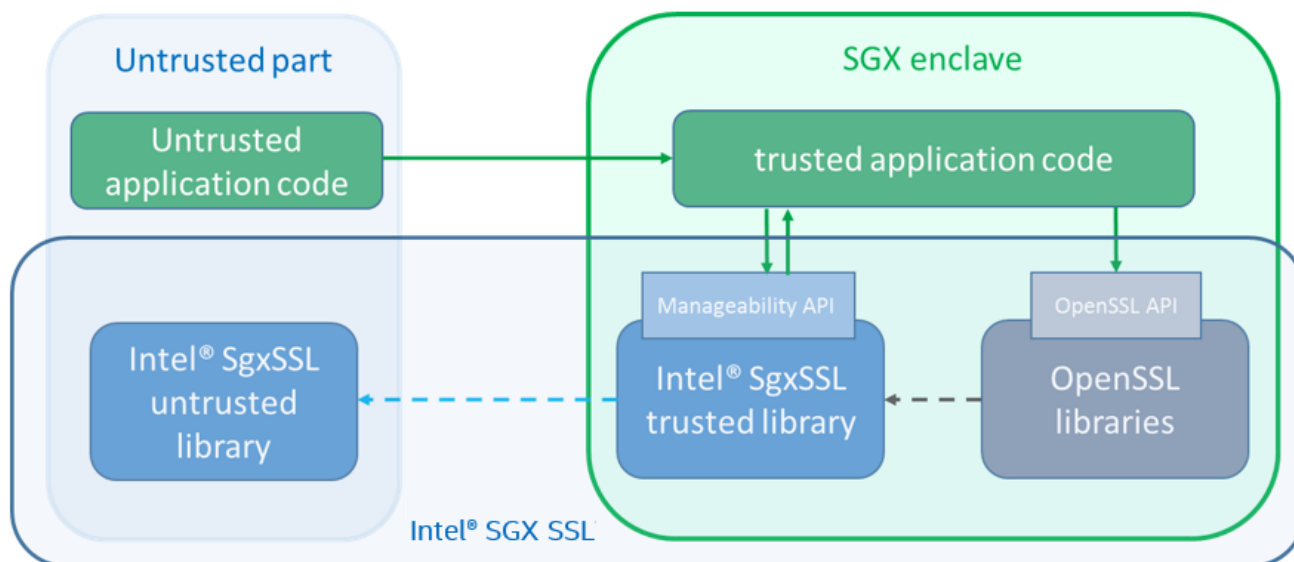 Untrusted part
SGX enclave
Untrusted
application code
trusted application code
Manageability API
OpenSSL API
Intel® SgxSSL
untrusted
library
Intel® SgxSSL
trusted library
OpenSSL
libraries
Intel® SGX SSL